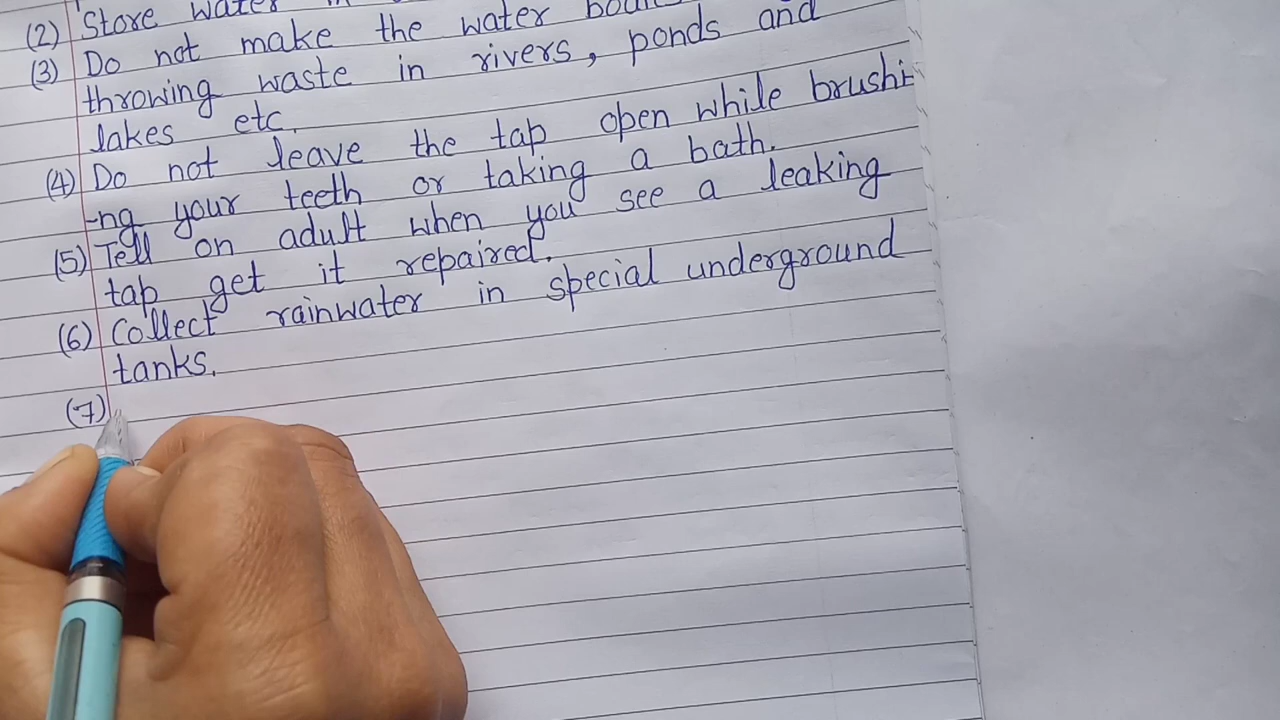 (2) Store water
(3) Do not make the water
throwing waste in rivers, ponds and
lakes etc.
(4) Do not leave the tap open while brushi
-ng your teeth or taking a bath.
(5) Tell on adult when you see a leaking
tap get it repaired.
(6) Collect rainwater in special underground
tanks.
(7)